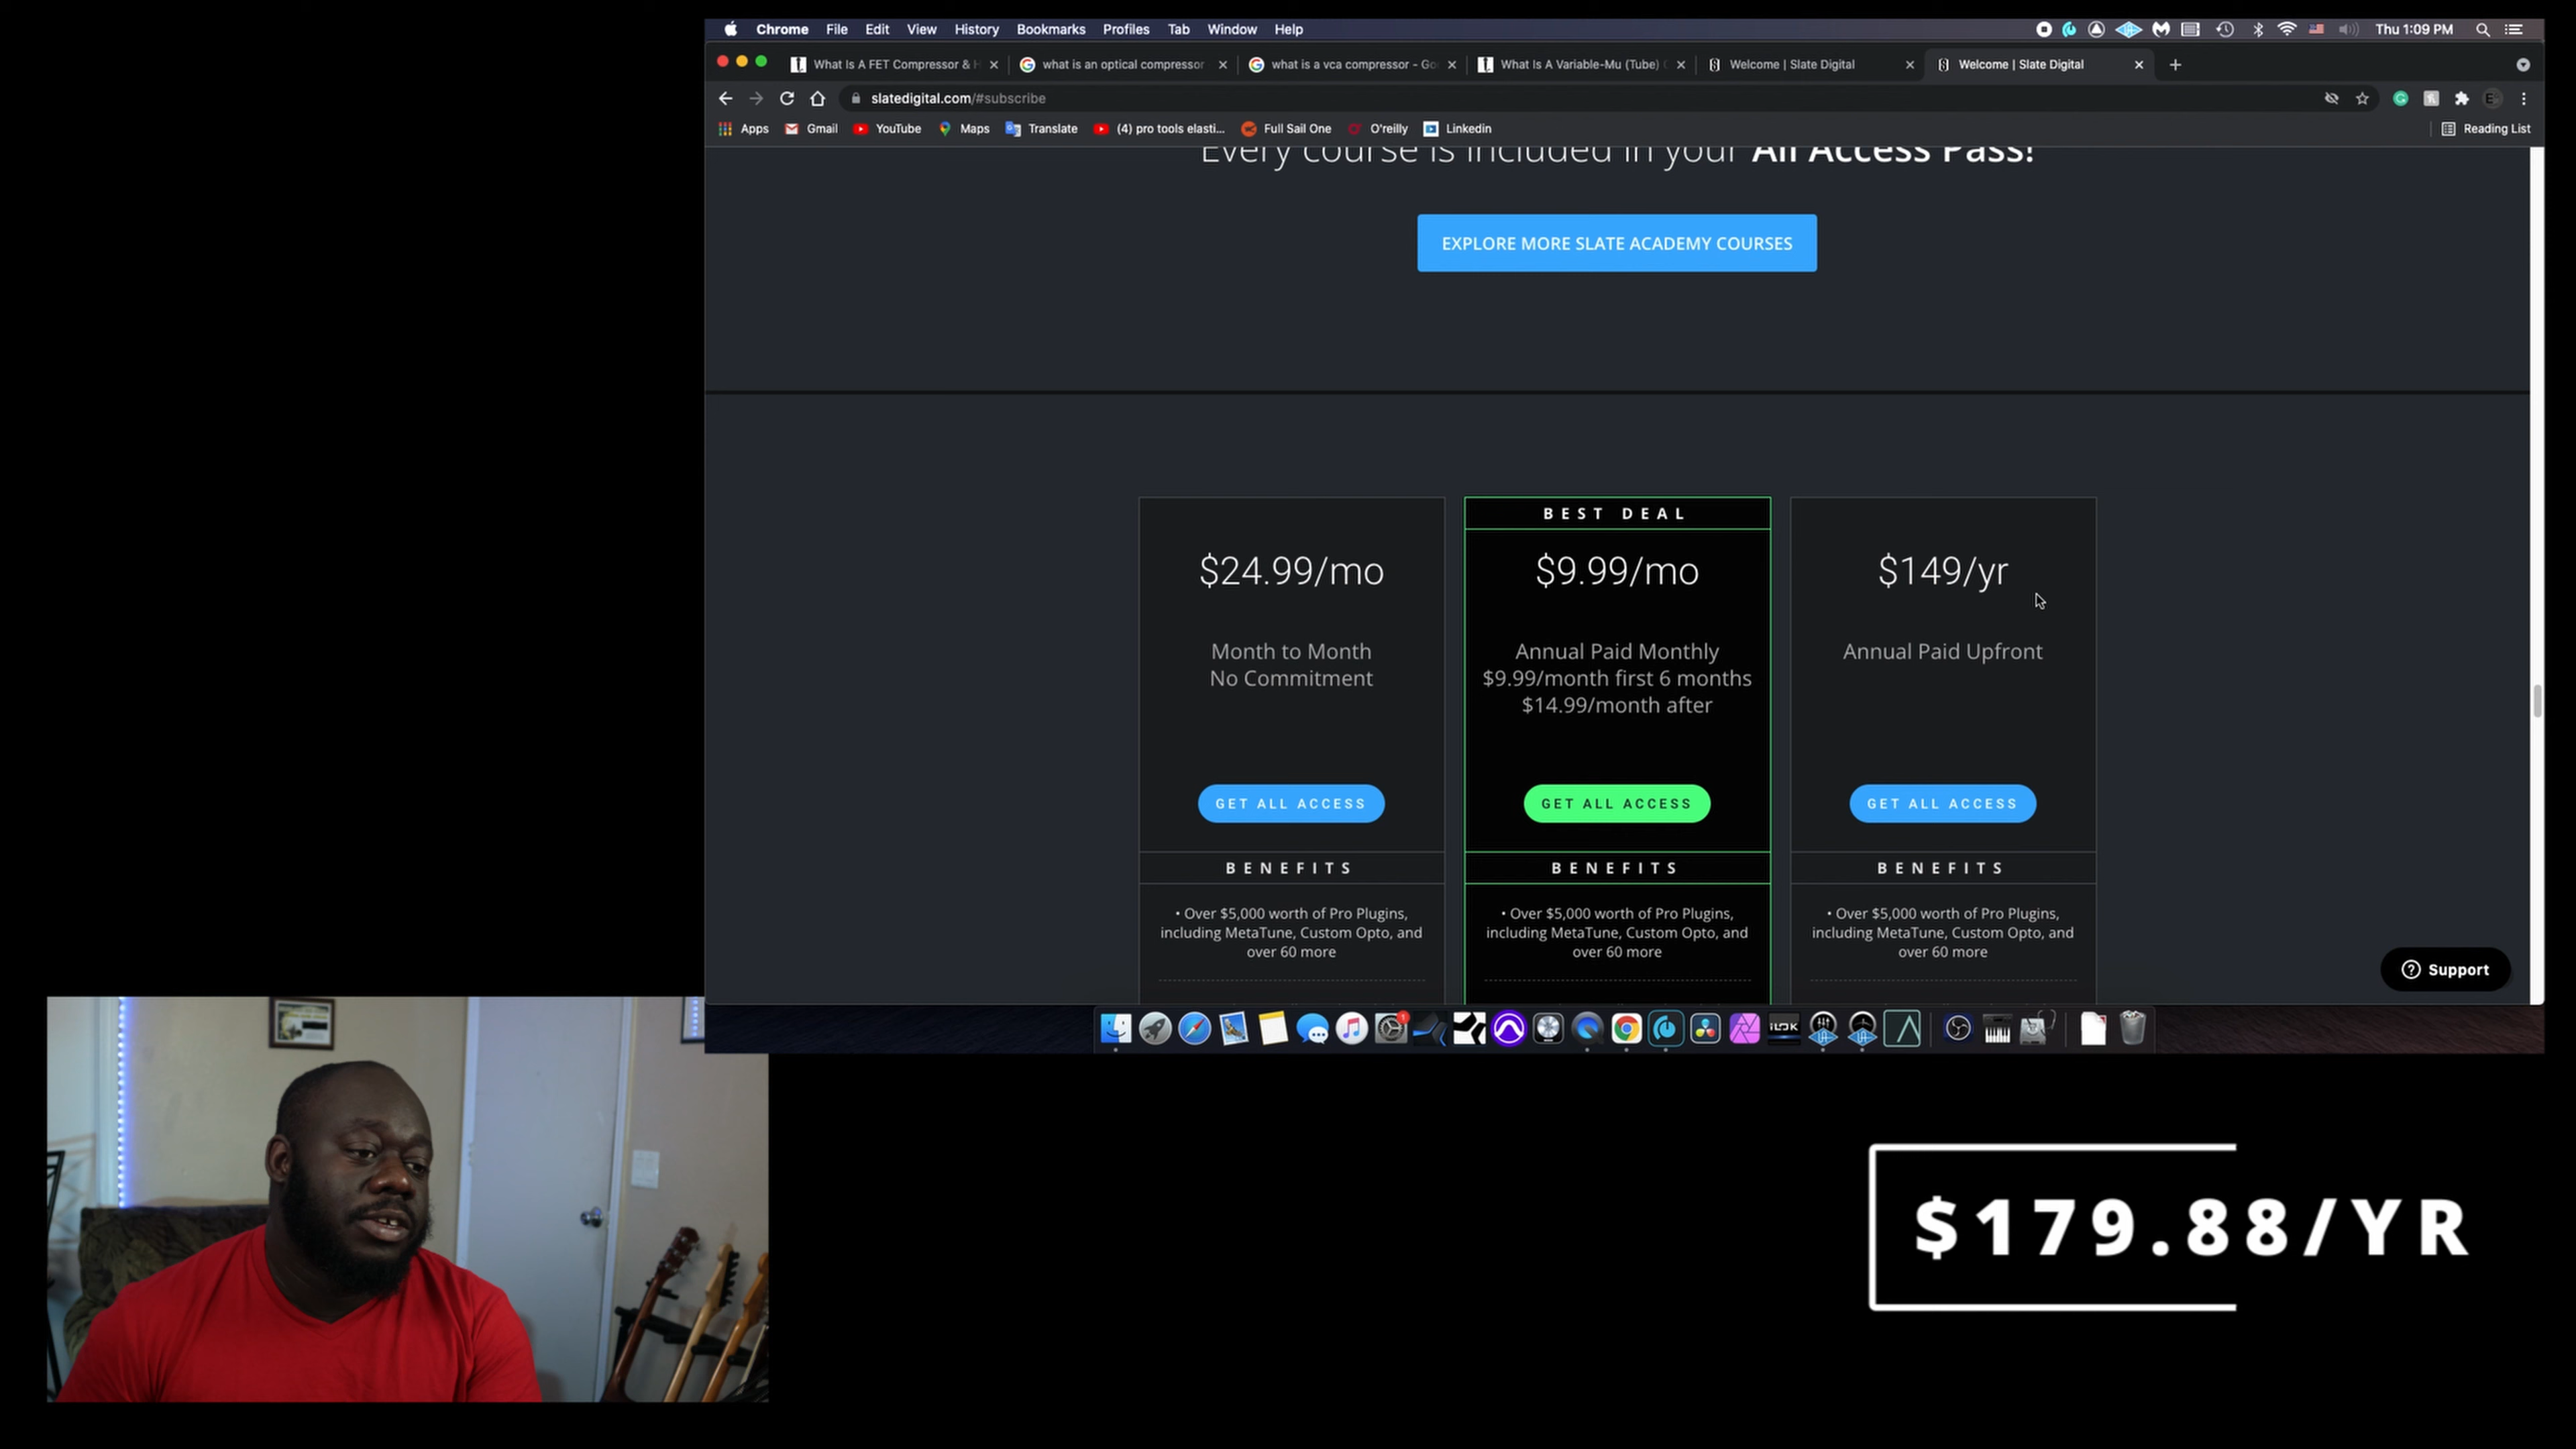 Chrome File Edit View History Bookmarks Profiles Tab Window Help Thu 1:09 PM
What Is A FET Compressor & H what is an optical compressor what is a vca compressor - Go What Is A Variable-Mu (Tube) Welcome | Slate Digital Welcome | Slate Digital
slatedigital.com/#subscribe
Apps Gmail YouTube Maps Translate (4) pro tools elasti... Full Sail One O'reilly Linkedin Reading List
Every course is included in your All Access Pass!
EXPLORE MORE SLATE ACADEMY COURSES
$24.99/mo
Month to Month
No Commitment
GET ALL ACCESS
BENEFITS
• Over $5,000 worth of Pro Plugins,
including MetaTune, Custom Opto, and
over 60 more
BEST DEAL
$9.99/mo
Annual Paid Monthly
$9.99/month first 6 months
$14.99/month after
GET ALL ACCESS
BENEFITS
• Over $5,000 worth of Pro Plugins,
including MetaTune, Custom Opto, and
over 60 more
$149/yr
Annual Paid Upfront
GET ALL ACCESS
BENEFITS
• Over $5,000 worth of Pro Plugins,
including MetaTune, Custom Opto, and
over 60 more
Support
iLOK
$179.88/YR